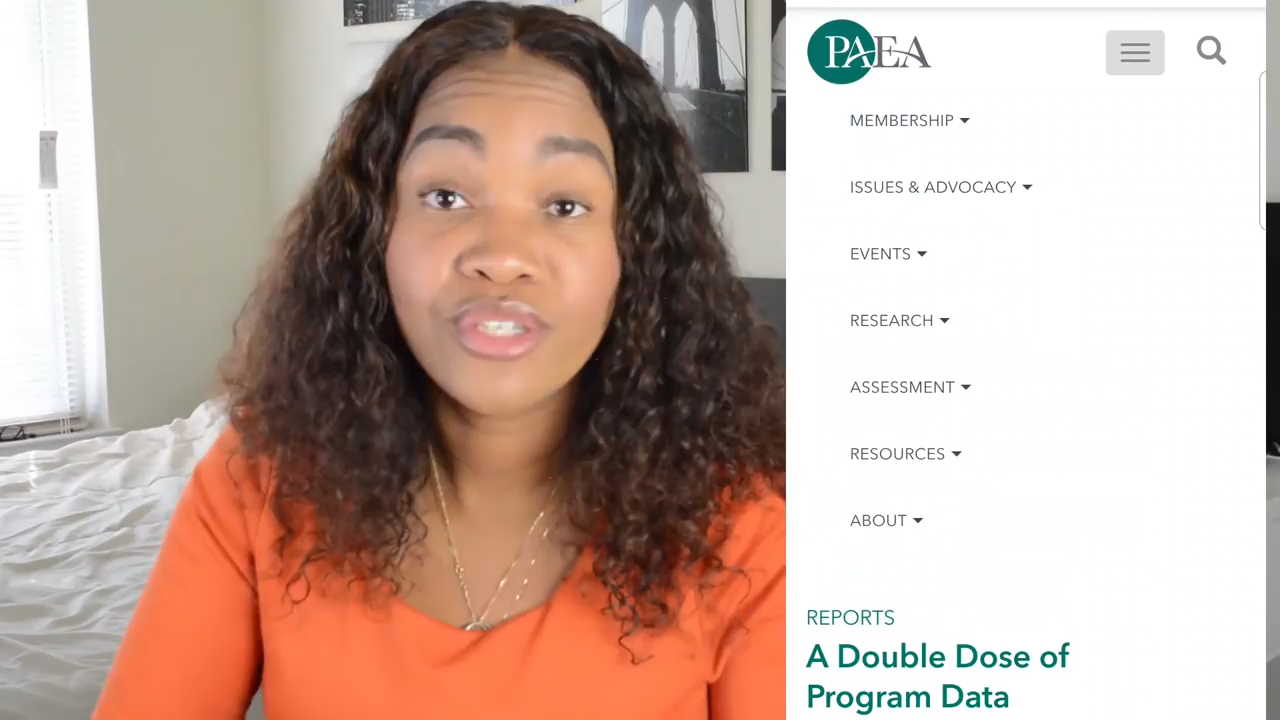 PAEA
MEMBERSHIP
ISSUES & ADVOCACY
EVENTS
RESEARCH
ASSESSMENT
RESOURCES
ABOUT
REPORTS
A Double Dose of
Program Data